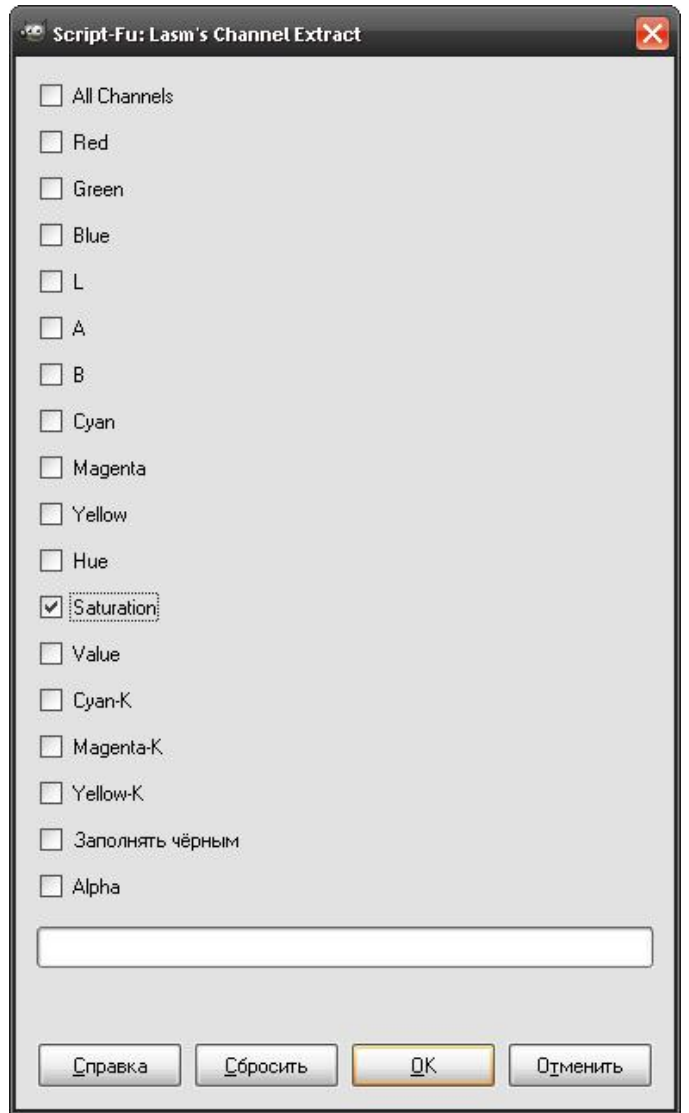 Script-Fu: Lasm's Channel Extract
All Channels
Red
Green
Blue
L
A
B
Cyan
Magenta
Yellow
Hue
Saturation
Value
Cyan-K
Magenta-K
Yellow-K
Заполнять чёрным
Alpha
Справка Сбросить OK Отменить